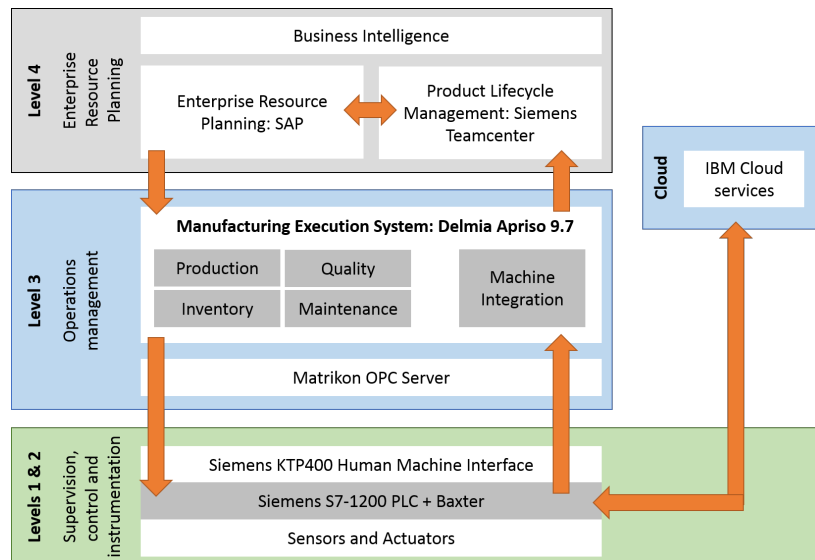 Level 4
Enterprise
Resource
Planning
Business Intelligence
Enterprise Resource
Planning: SAP
Product Lifecycle
Management: Siemens
Teamcenter
Cloud
IBM Cloud
services
Level 3
Operations
management
Manufacturing Execution System: Delmia Apriso 9.7
Production
Quality
Inventory
Maintenance
Machine
Integration
Matrikon OPC Server
Levels 1 & 2
Supervision,
control and
instrumentation
Siemens KTP400 Human Machine Interface
Siemens S7-1200 PLC + Baxter
Sensors and Actuators